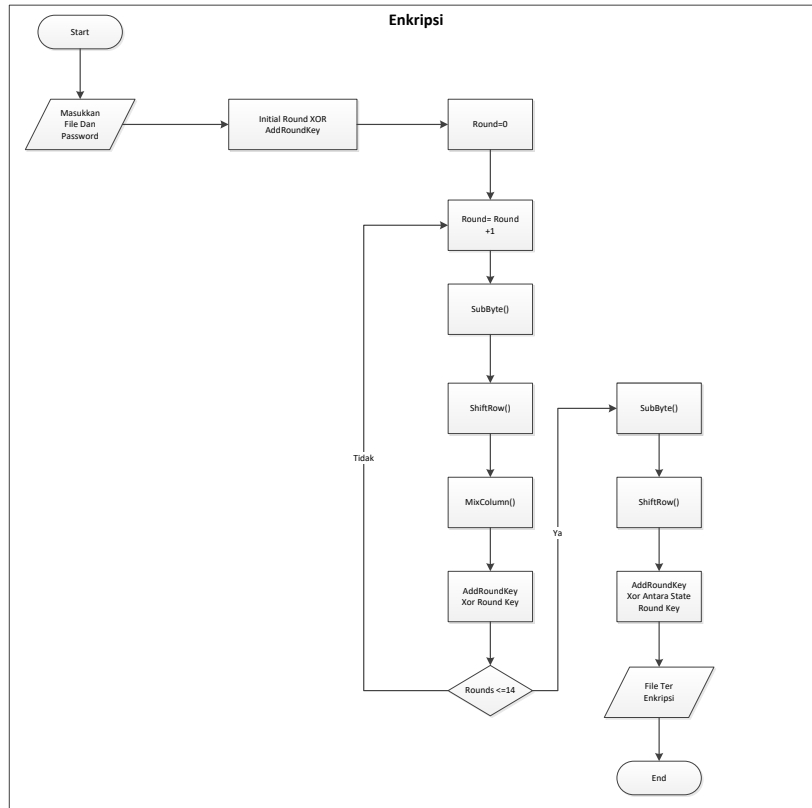 Enkripsi
Start
Masukkan
File Dan
Password
Initial Round XOR
AddRoundKey
Round=0
Round= Round
+1
SubByte()
ShiftRow()
MixColumn()
AddRoundKey
Xor Round Key
Rounds <=14
Tidak
Ya
SubByte()
ShiftRow()
AddRoundKey
Xor Antara State
Round Key
File Ter
Enkripsi
End